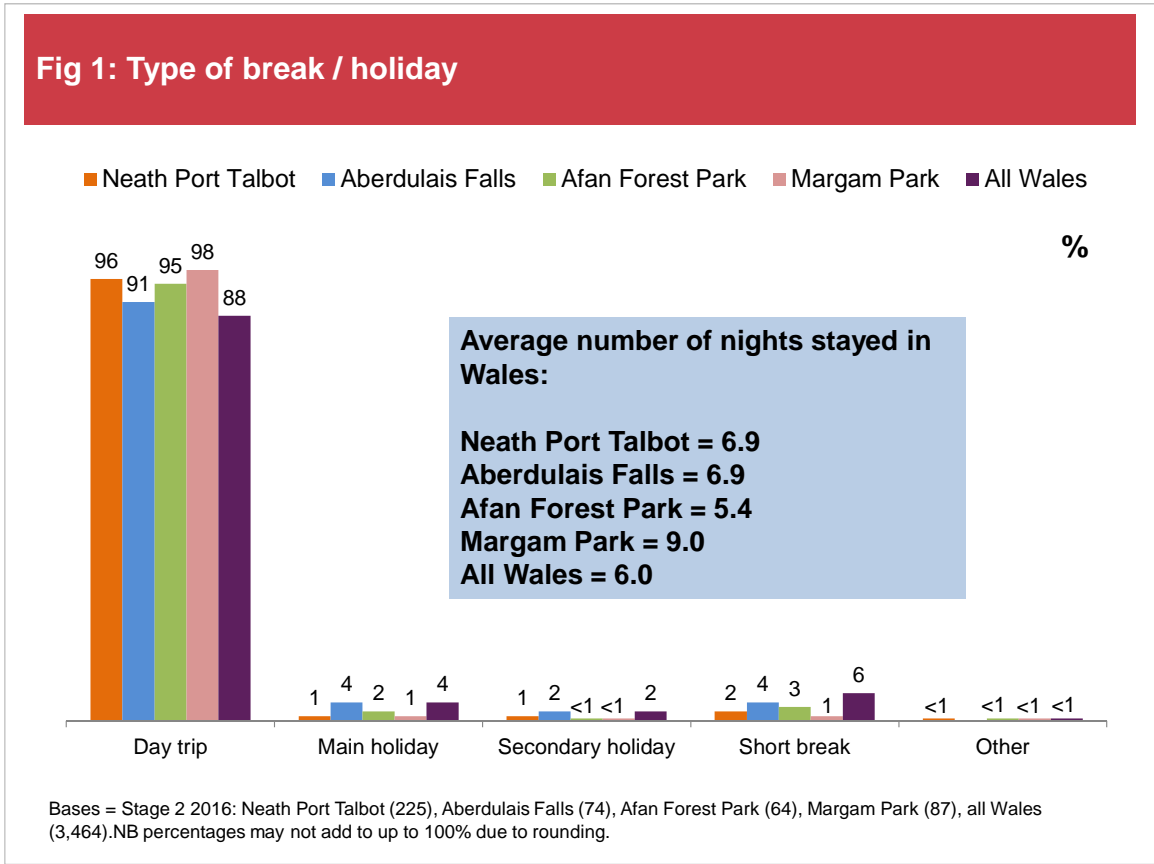 Fig 1: Type of break / holiday
Neath Port Talbot Aberdulais Falls Afan Forest Park Margam Park All Wales
%
96 91 95 98 88
1 4 2 1 4
1 2 <1 <1 2
2 4 3 1 6
<1 <1 <1 <1
Average number of nights stayed in
Wales:
Neath Port Talbot = 6.9
Aberdulais Falls = 6.9
Afan Forest Park = 5.4
Margam Park = 9.0
All Wales = 6.0
Day trip Main holiday Secondary holiday Short break Other
Bases = Stage 2 2016: Neath Port Talbot (225), Aberdulais Falls (74), Afan Forest Park (64), Margam Park (87), all Wales
(3,464).NB percentages may not add to up to 100% due to rounding.